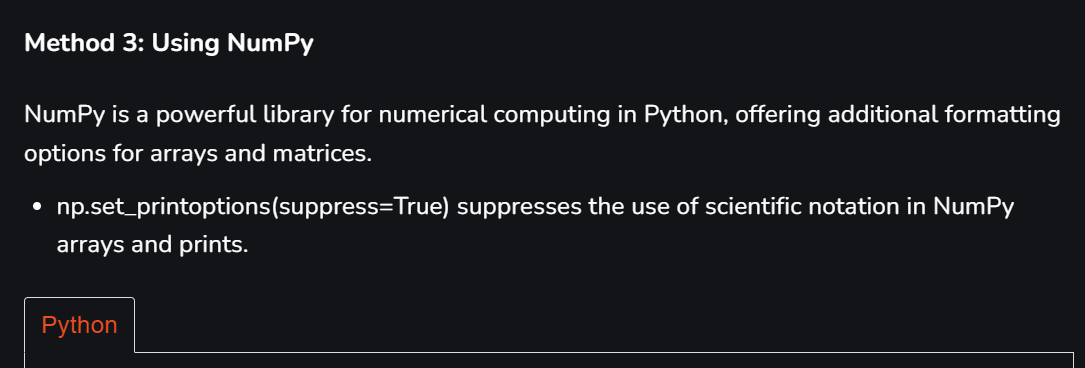 Method 3: Using NumPy
NumPy is a powerful library for numerical computing in Python, offering additional formatting
options for arrays and matrices.
• np.set_printoptions(suppress=True) suppresses the use of scientific notation in NumPy
arrays and prints.
Python